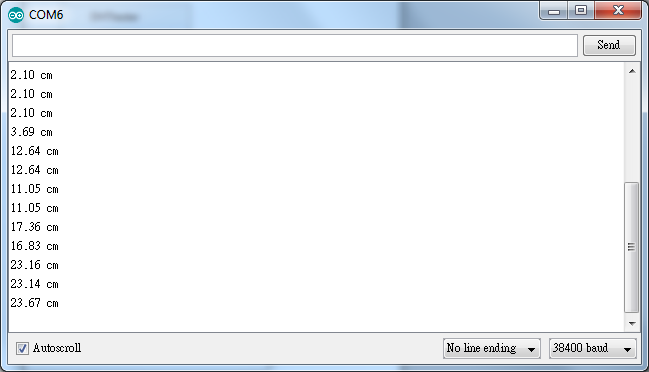 COM6
Send
2.10 cm
2.10 cm
2.10 cm
3.69 cm
12.64 cm
12.64 cm
11.05 cm
11.05 cm
17.36 cm
16.83 cm
23.16 cm
23.14 cm
23.67 cm
Autoscroll
No line ending
38400 baud